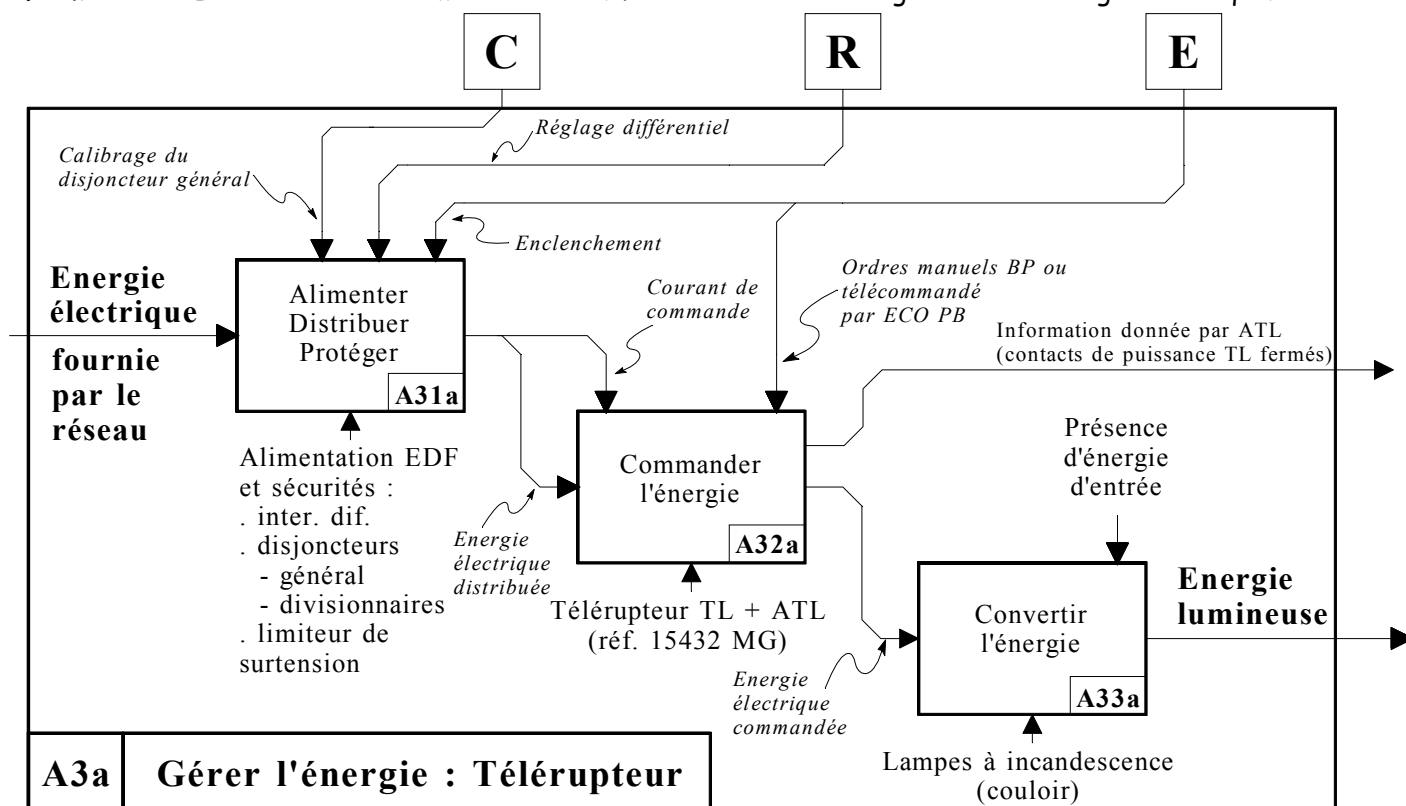 C
R
E
Réglage différentiel
Calibrage du
disjoncteur général
Enclenchement
Energie
électrique
fournie
par le
réseau
Alimenter
Distribuer
Protéger
A31a
Courant de
commande
Ordres manuels BP ou
télécommandé
par ECO PB
Information donnée par ATL
(contacts de puissance TL fermés)
Alimentation EDF
et sécurités :
. inter. dif.
. disjoncteurs
- général
- divisionnaires
. limiteur de
surtension
Energie
électrique
distribuée
Commander
l'énergie
A32a
Télérupteur TL + ATL
(réf. 15432 MG)
Présence
d'énergie
d'entrée
Convertir
l'énergie
A33a
Energie
lumineuse
Energie
électrique
commandée
Lampes à incandescence
(couloir)
A3a
Gérer l'énergie : Télérupteur